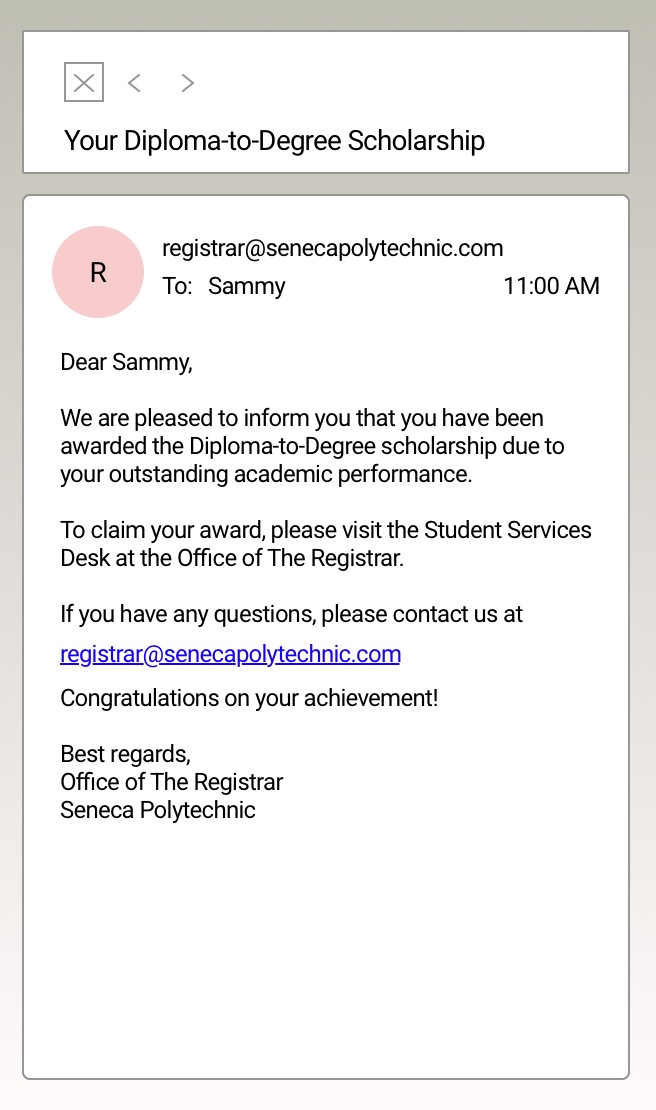 Your Diploma-to-Degree Scholarship
R
registrar@senecapolytechnic.com
To: Sammy 11:00 AM
Dear Sammy,
We are pleased to inform you that you have been
awarded the Diploma-to-Degree scholarship due to
your outstanding academic performance.
To claim your award, please visit the Student Services
Desk at the Office of The Registrar.
If you have any questions, please contact us at
registrar@senecapolytechnic.com
Congratulations on your achievement!
Best regards,
Office of The Registrar
Seneca Polytechnic